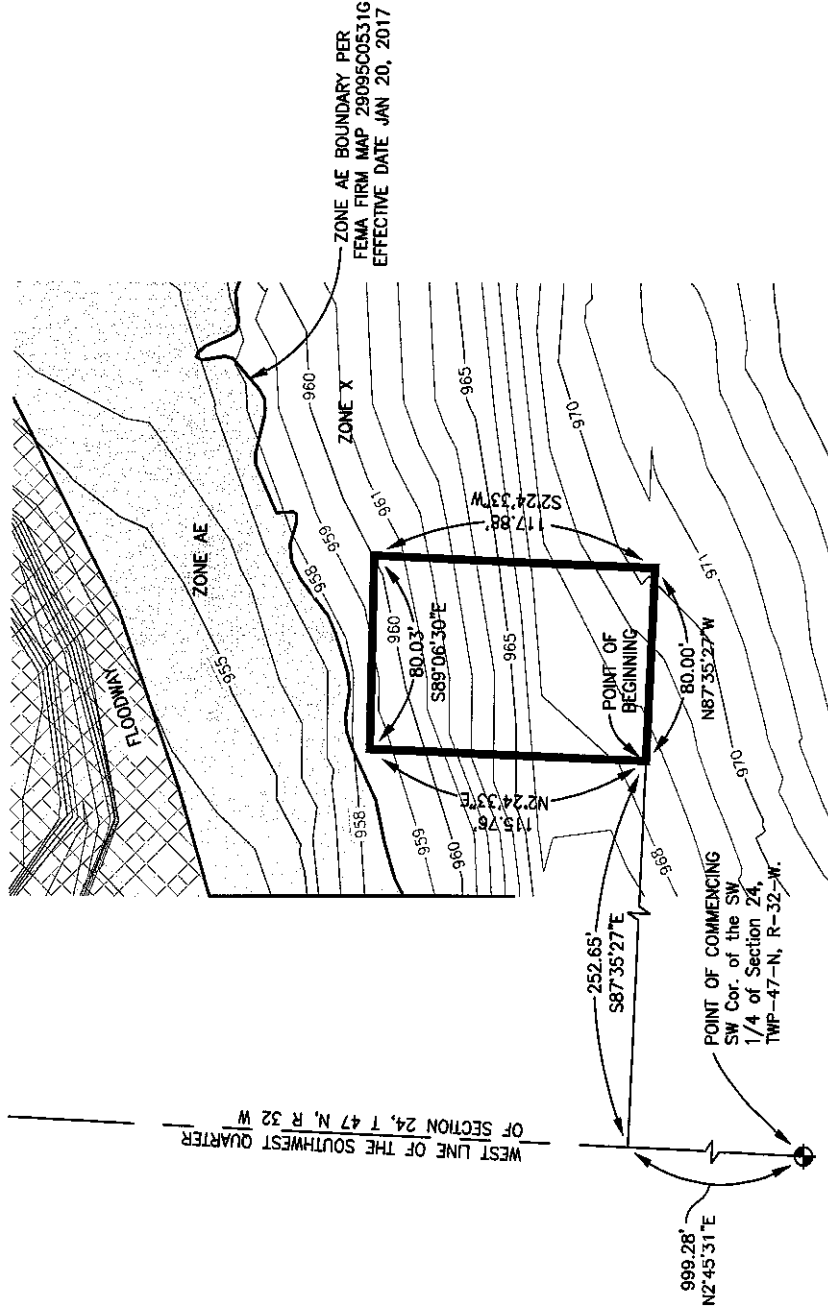 ZONE AE BOUNDARY PER
FEMA FIRM MAP 29095C0531G
EFFECTIVE DATE JAN 20, 2017
FLOODWAY
ZONE AE
955
958
959
960
ZONE X
961
965
970
971
958
959
960
960
80.03'
S89°06'30"E
117.88'
S2°24'33"W
965
115.76'
N2°24'33"E
POINT OF
BEGINNING
80.00'
N87°35'27"W
968
970
252.65'
S87°35'27"E
POINT OF COMMENCING
SW Cor. of the SW
1/4 of Section 24,
TWP-47-N, R-32-W.
WEST LINE OF THE SOUTHWEST QUARTER
OF SECTION 24, T 47 N, R 32 W
999.28'
N2°45'31"E